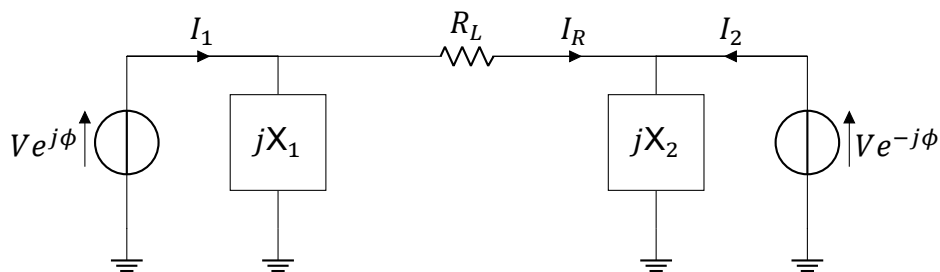 I₁ R_L I_R I₂
Ve^{jϕ} jX₁ jX₂ Ve^{-jϕ}